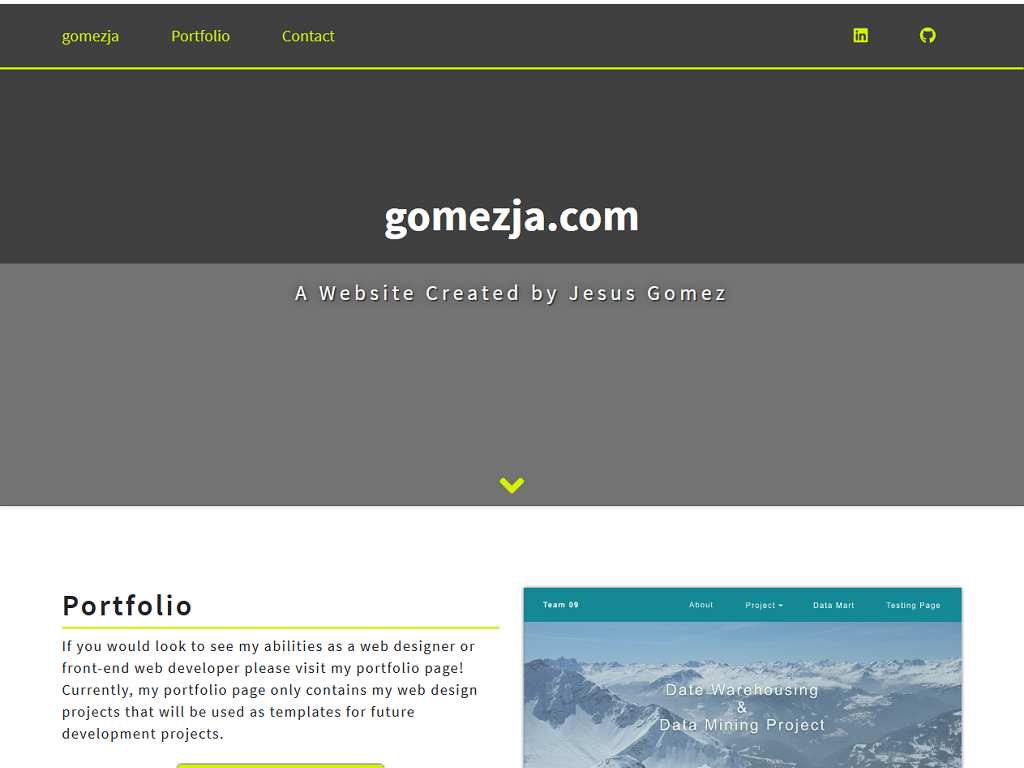 gomezja Portfolio Contact
gomezja.com
A Website Created by Jesus Gomez
Portfolio
If you would look to see my abilities as a web designer or
front-end web developer please visit my portfolio page!
Currently, my portfolio page only contains my web design
projects that will be used as templates for future
development projects.
Team 09 About Project Data Mart Testing Page
Date Warehousing
&
Data Mining Project